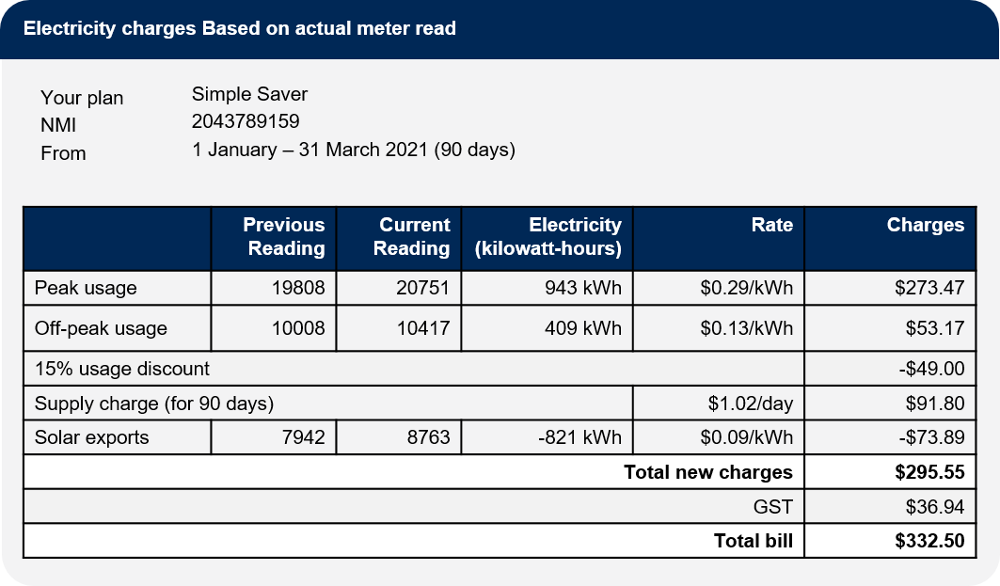 Electricity charges Based on actual meter read
Your plan Simple Saver
NMI 2043789159
From 1 January – 31 March 2021 (90 days)
Previous Reading Current Reading Electricity (kilowatt-hours) Rate Charges
Peak usage 19808 20751 943 kWh $0.29/kWh $273.47
Off-peak usage 10008 10417 409 kWh $0.13/kWh $53.17
15% usage discount -$49.00
Supply charge (for 90 days) $1.02/day $91.80
Solar exports 7942 8763 -821 kWh $0.09/kWh -$73.89
Total new charges $295.55
GST $36.94
Total bill $332.50